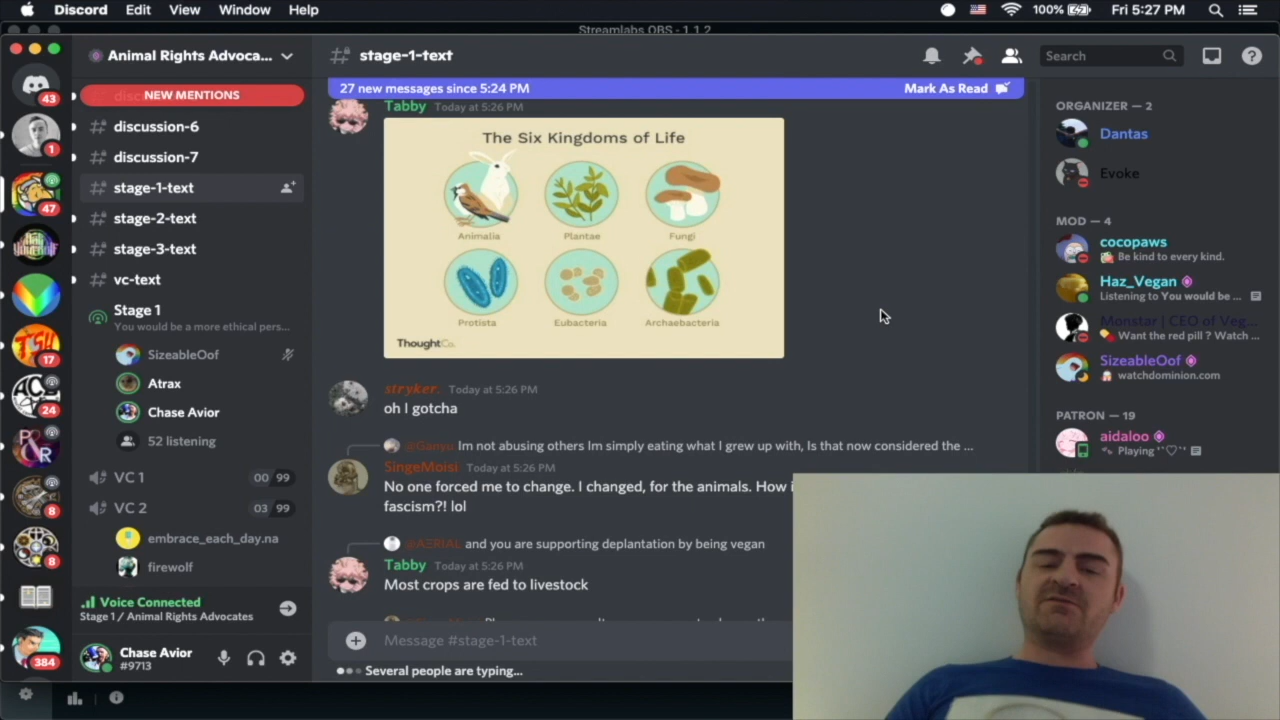 Discord Edit View Window Help
100% Fri 5:27 PM
Streamlabs OBS - 1.1.2
43
1
47
17
24
8
8
384
Animal Rights Advoca...
NEW MENTIONS
discussion-6
discussion-7
stage-1-text
stage-2-text
stage-3-text
vc-text
Stage 1
You would be a more ethical pers...
SizeableOof
Atrax
Chase Avior
52 listening
VC 1 00 99
VC 2 03 99
embrace_each_day.na
firewolf
Voice Connected
Stage 1 / Animal Rights Advocates
Chase Avior
#9713
stage-1-text
Search
27 new messages since 5:24 PM Mark As Read
Tabby Today at 5:26 PM
The Six Kingdoms of Life
Animalia Plantae Fungi
Protista Eubacteria Archaebacteria
ThoughtCo.
stryker. Today at 5:26 PM
oh I gotcha
@Ganyu Im not abusing others Im simply eating what I grew up with, Is that now considered the ...
SingeMoisi Today at 5:26 PM
No one forced me to change. I changed, for the animals. How i
fascism?! lol
@AERIAL and you are supporting deplantation by being vegan
Tabby Today at 5:26 PM
Most crops are fed to livestock
Message #stage-1-text
Several people are typing...
ORGANIZER — 2
Dantas
Evoke
MOD — 4
cocopaws
Be kind to every kind.
Haz_Vegan
Listening to You would be ...
Monstar | CEO of Veg...
Want the red pill ? Watch ...
SizeableOof
watchdominion.com
PATRON — 19
aidaloo
Playing